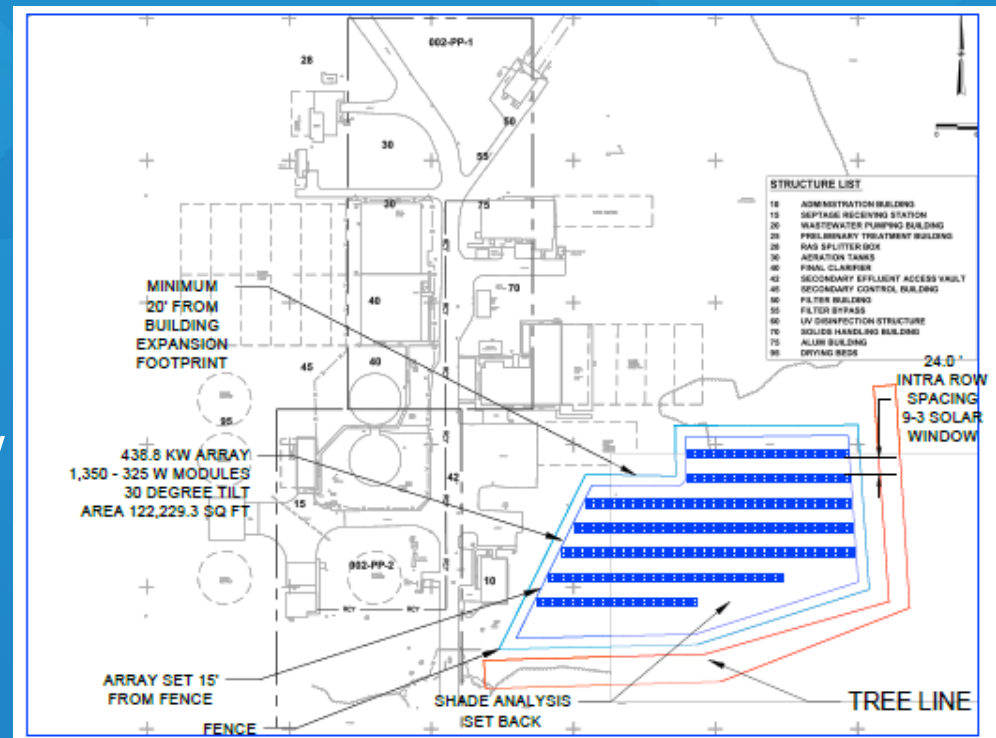 002-PP-1
28
50
30
55
30
75
STRUCTURE LIST
10 ADMINISTRATION BUILDING
15 SEPTAGE RECEIVING STATION
20 WASTEWATER PUMPING BUILDING
25 PRELIMINARY TREATMENT BUILDING
28 RAS SPLITTER BOX
30 AERATION TANKS
40 FINAL CLARIFIER
42 SECONDARY EFFLUENT ACCESS VAULT
45 SECONDARY CONTROL BUILDING
50 FILTER BUILDING
55 FILTER BYPASS
60 UV DISINFECTION STRUCTURE
70 SOLIDS HANDLING BUILDING
75 ALUM BUILDING
95 DRYING BEDS
MINIMUM
20' FROM
BUILDING
EXPANSION
FOOTPRINT
40
70
45
40
24.0 '
INTRA ROW
SPACING
9-3 SOLAR
WINDOW
95
438.8 KW ARRAY
1,350 - 325 W MODULES
30 DEGREE TILT
AREA 122,229.3 SQ FT
42
15
002-PP-2
10
RCY RCY
ARRAY SET 15'
FROM FENCE
SHADE ANALYSIS
ISET BACK
TREE LINE
FENCE